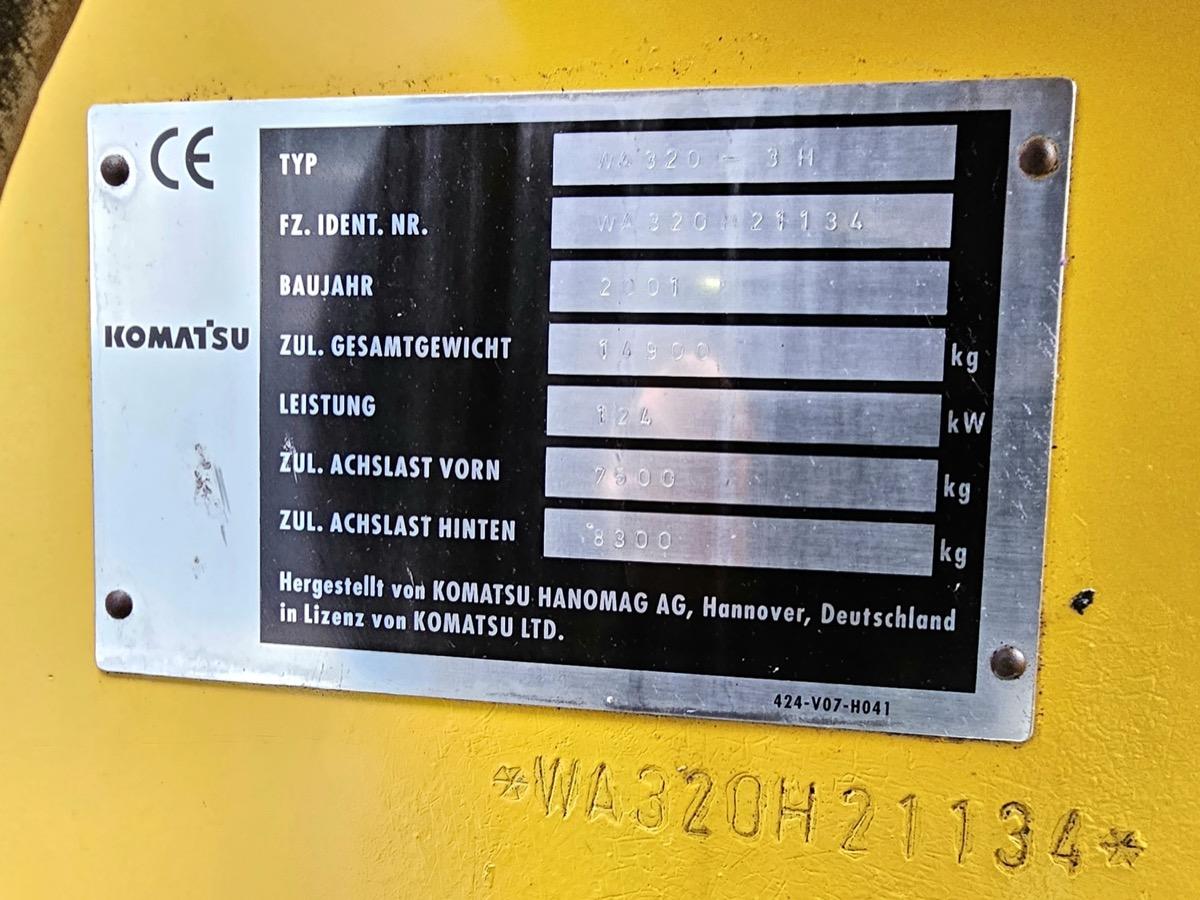 CE
KOMATSU
TYP WA320-3H
FZ. IDENT. NR. WA320H21134
BAUJAHR 2001
ZUL. GESAMTGEWICHT 14900 kg
LEISTUNG 124 kW
ZUL. ACHSLAST VORN 7500 kg
ZUL. ACHSLAST HINTEN 8300 kg
Hergestellt von KOMATSU HANOMAG AG, Hannover, Deutschland
in Lizenz von KOMATSU LTD.
424-V07-H041
*WA320H21134*